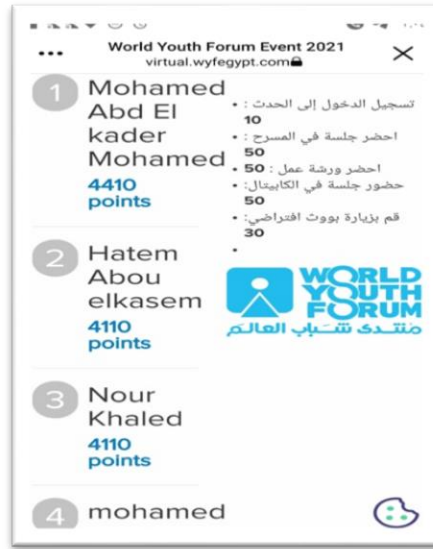 World Youth Forum Event 2021
virtual.wyfegypt.com
1
Mohamed
Abd El
kader
Mohamed
4410
points
2
Hatem
Abou
elkasem
4110
points
3
Nour
Khaled
4110
points
4
mohamed
تسجيل الدخول إلى الحدث :
10
احضر جلسة في المسرح :
50
احضر ورشة عمل : 50
حضور جلسة في الكابيتال:
50
قم بزيارة بووث افتراضي:
30
WORLD
YOUTH
FORUM
منتدى شباب العالم